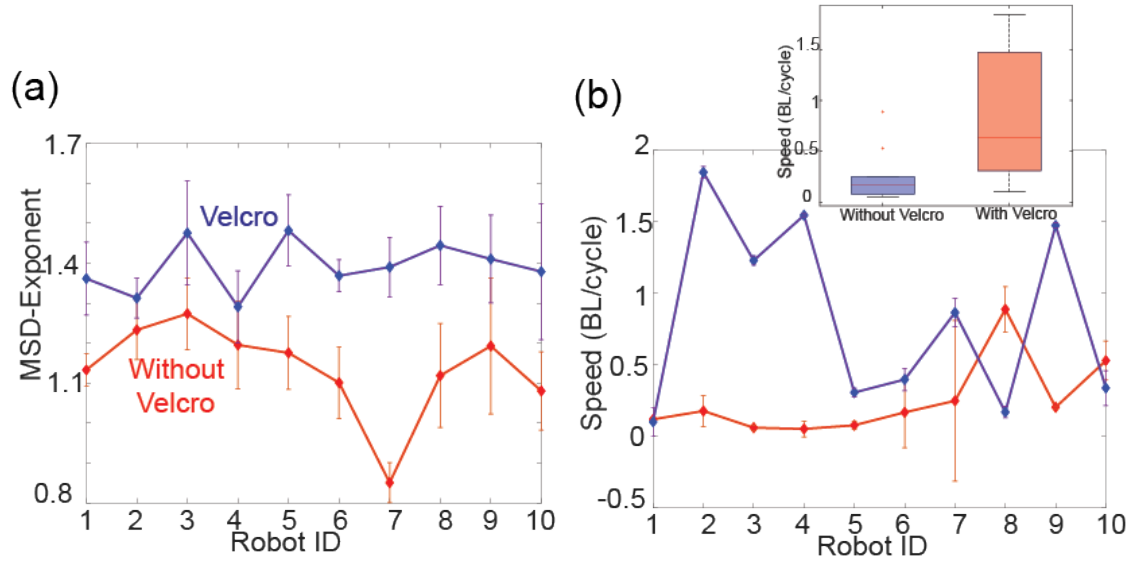 (a)
MSD-Exponent
1.7
1.4
1.1
0.8
Velcro
Without
Velcro
1 2 3 4 5 6 7 8 9 10
Robot ID
(b)
Speed (BL/cycle)
2
1.5
1
0.5
0
-0.5
1 2 3 4 5 6 7 8 9 10
Robot ID
Speed (BL/cycle)
1.5
1
0.5
0
Without Velcro With Velcro